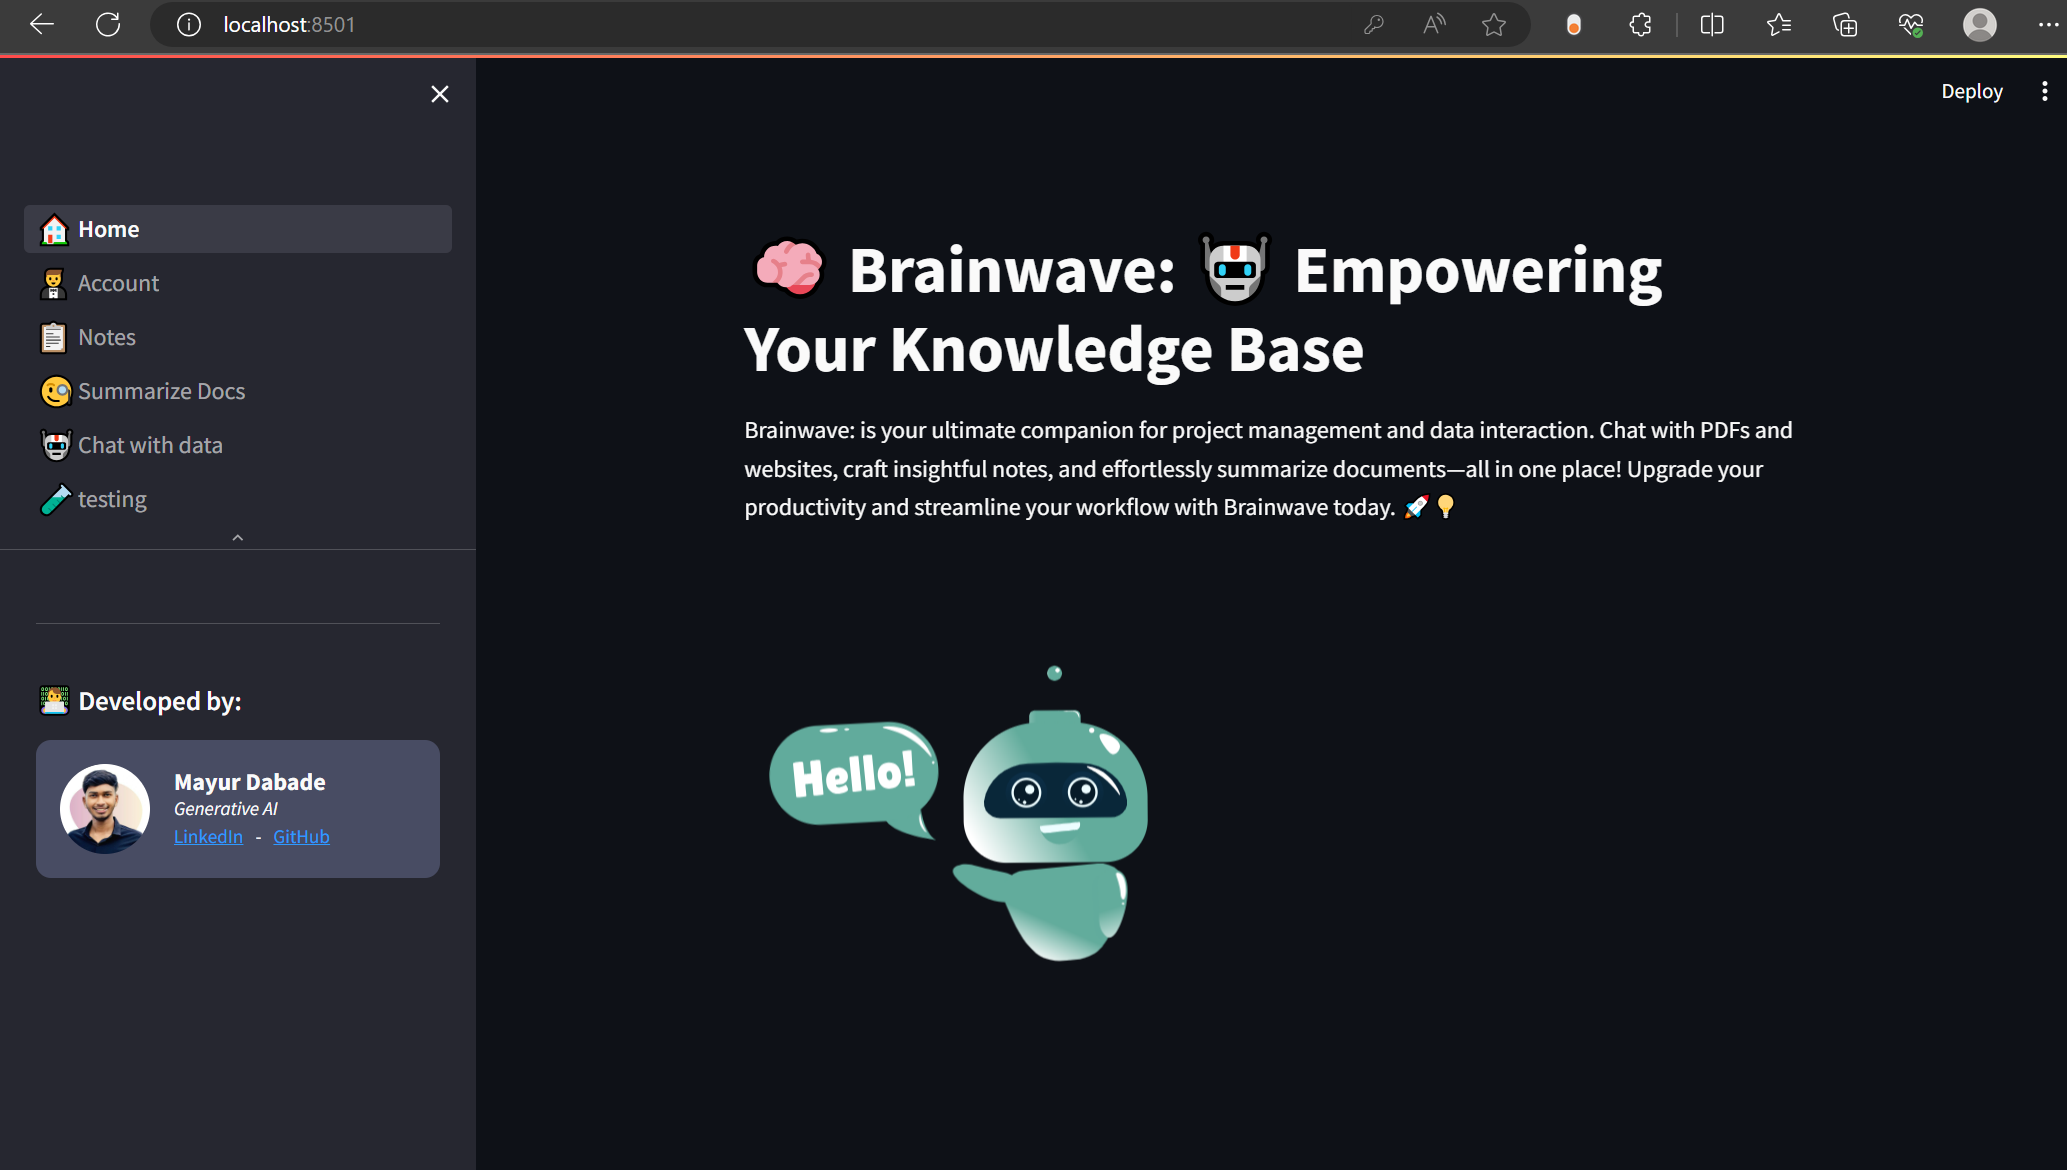 localhost:8501
Deploy
Home
Account
Notes
Summarize Docs
Chat with data
testing
Developed by:
Mayur Dabade
Generative AI
LinkedIn - GitHub
Brainwave: Empowering
Your Knowledge Base
Brainwave: is your ultimate companion for project management and data interaction. Chat with PDFs and
websites, craft insightful notes, and effortlessly summarize documents—all in one place! Upgrade your
productivity and streamline your workflow with Brainwave today. 🚀💡
Hello!